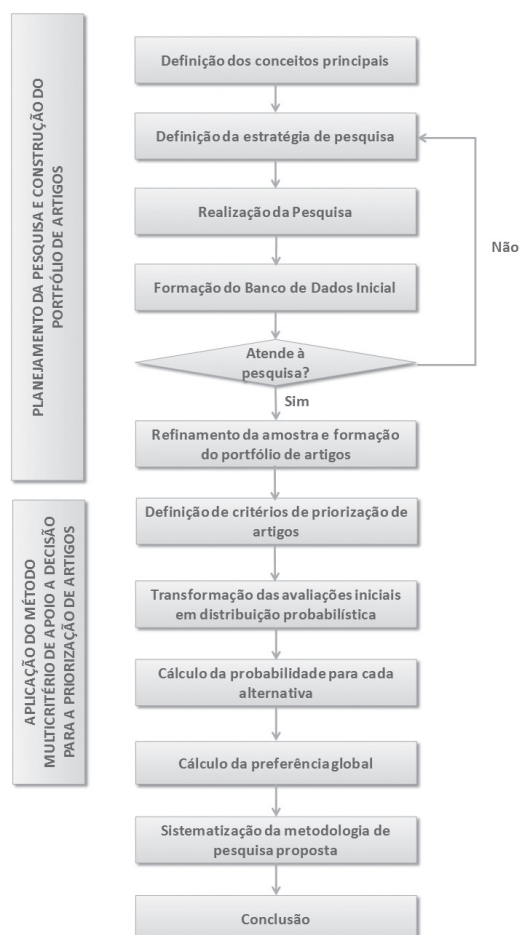 PLANEJAMENTO DA PESQUISA E CONSTRUÇÃO DO
PORTFÓLIO DE ARTIGOS
Definição dos conceitos principais
Definição da estratégia de pesquisa
Realização da Pesquisa
Não
Formação do Banco de Dados Inicial
Atende à
pesquisa?
Sim
Refinamento da amostra e formação
do portfólio de artigos
APLICAÇÃO DO MÉTODO
MULTICRITÉRIO DE APOIO A DECISÃO
PARA A PRIORIZAÇÃO DE ARTIGOS
Definição de critérios de priorização de
artigos
Transformação das avaliações iniciais
em distribuição probabilística
Cálculo da probabilidade para cada
alternativa
Cálculo da preferência global
Sistematização da metodologia de
pesquisa proposta
Conclusão